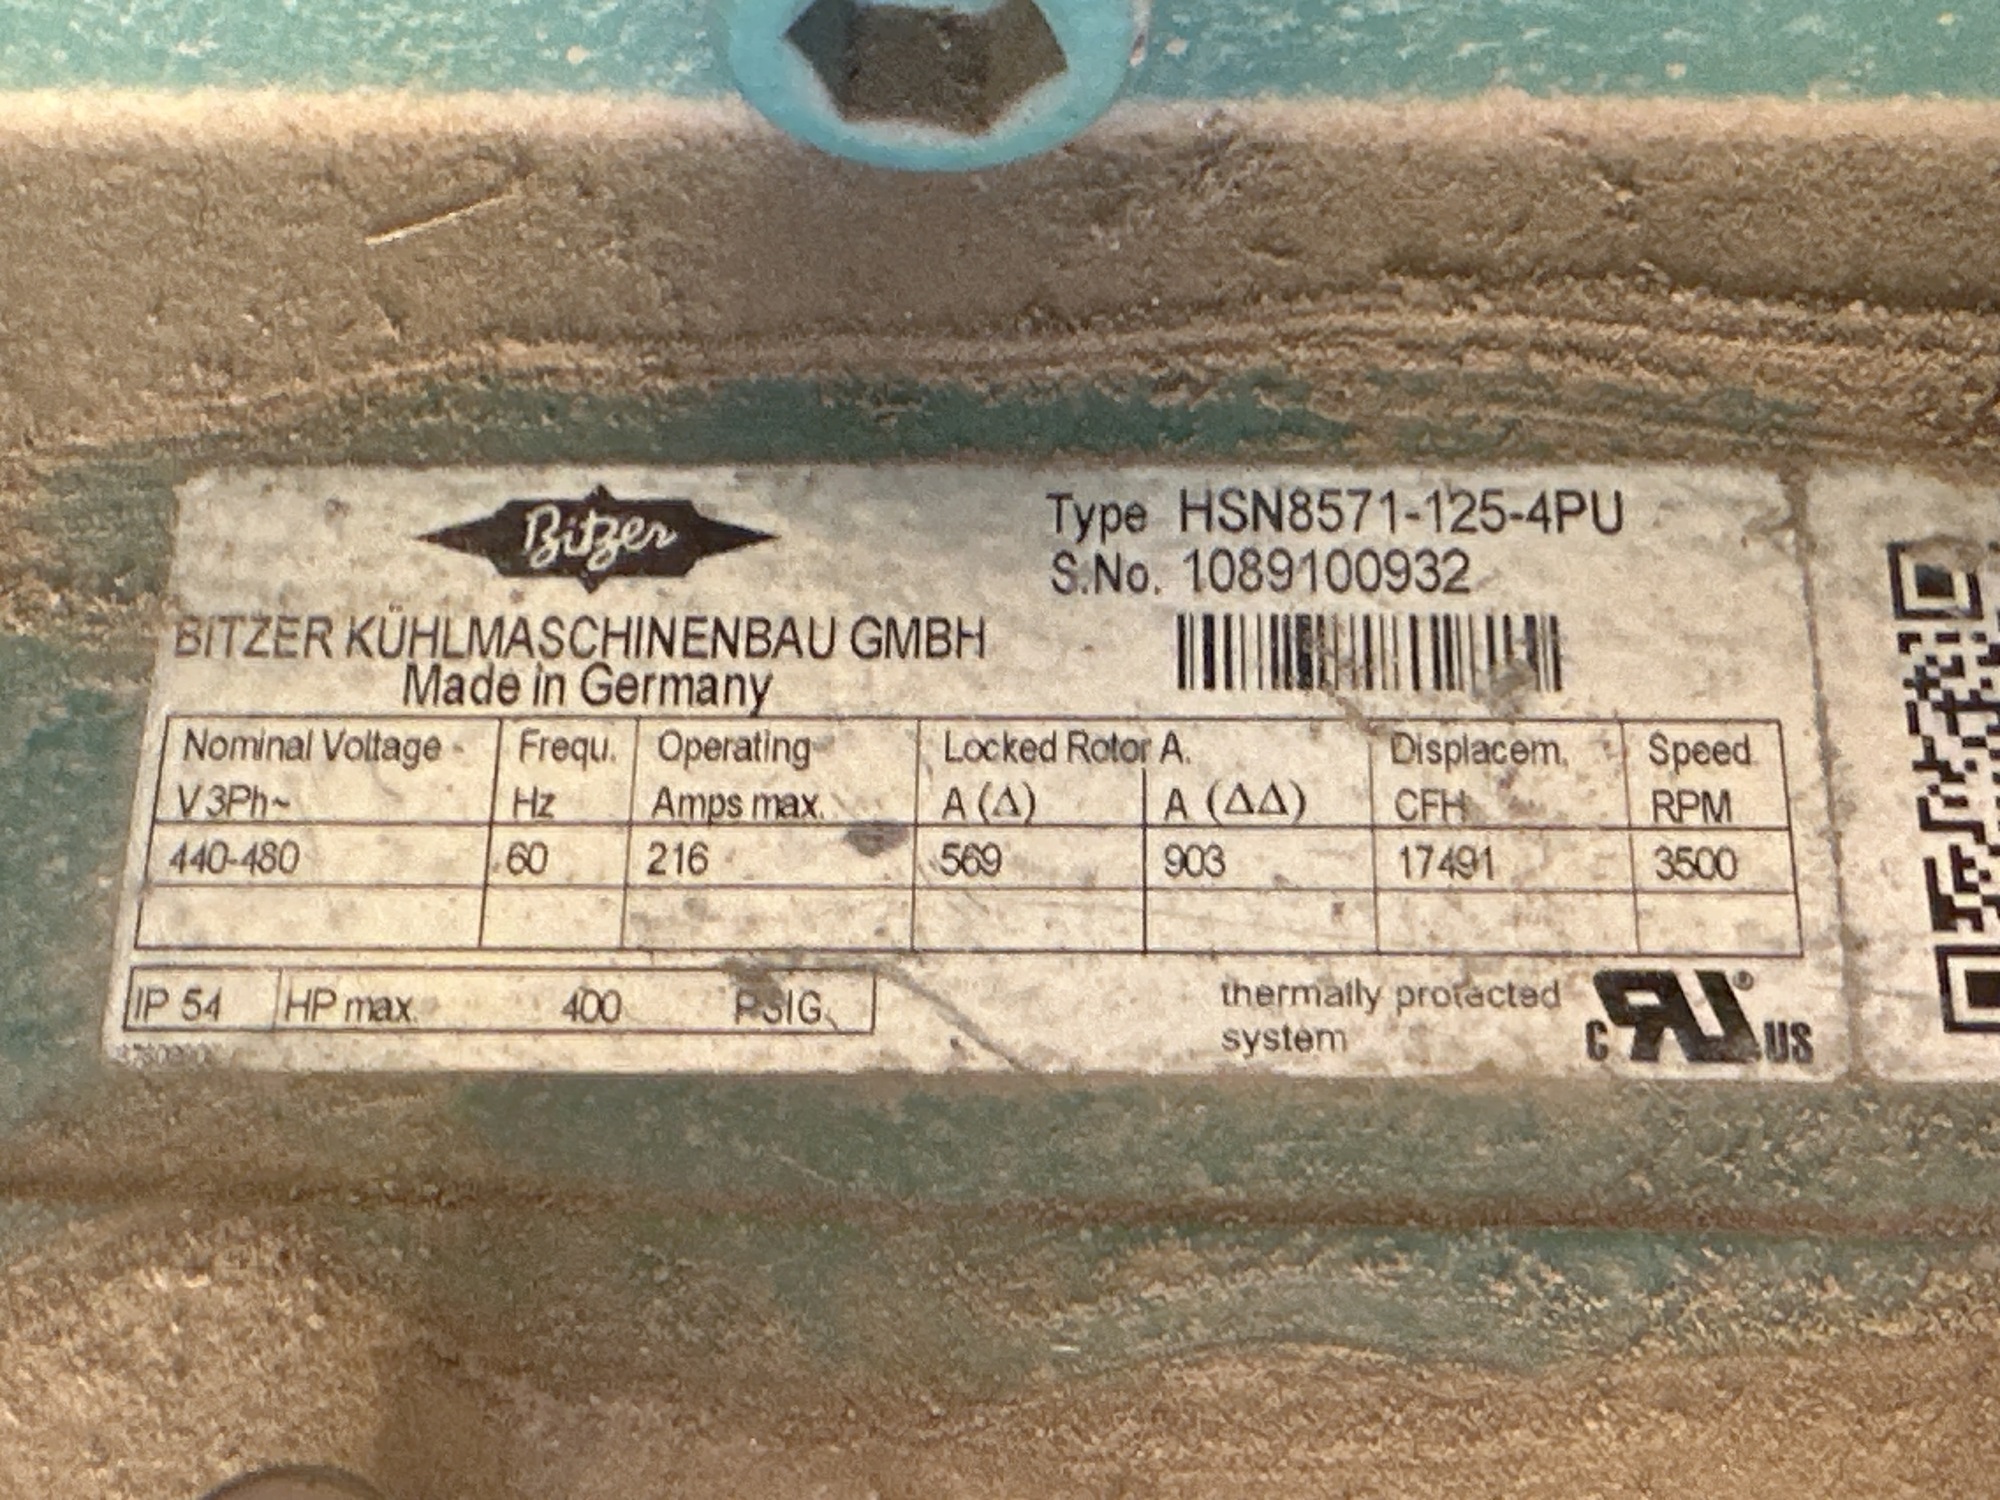 Bitzer
Type HSN8571-125-4PU
S.No. 1089100932
BITZER KÜHLMASCHINENBAU GMBH
Made in Germany
Nominal Voltage Frequ. Operating Locked Rotor A. Displacem. Speed
V 3Ph~ Hz Amps max. A (Δ) A (ΔΔ) CFH RPM
440-480 60 216 569 903 17491 3500
IP 54 HP max. 400 PSIG.
thermally protected
system
c RU® US